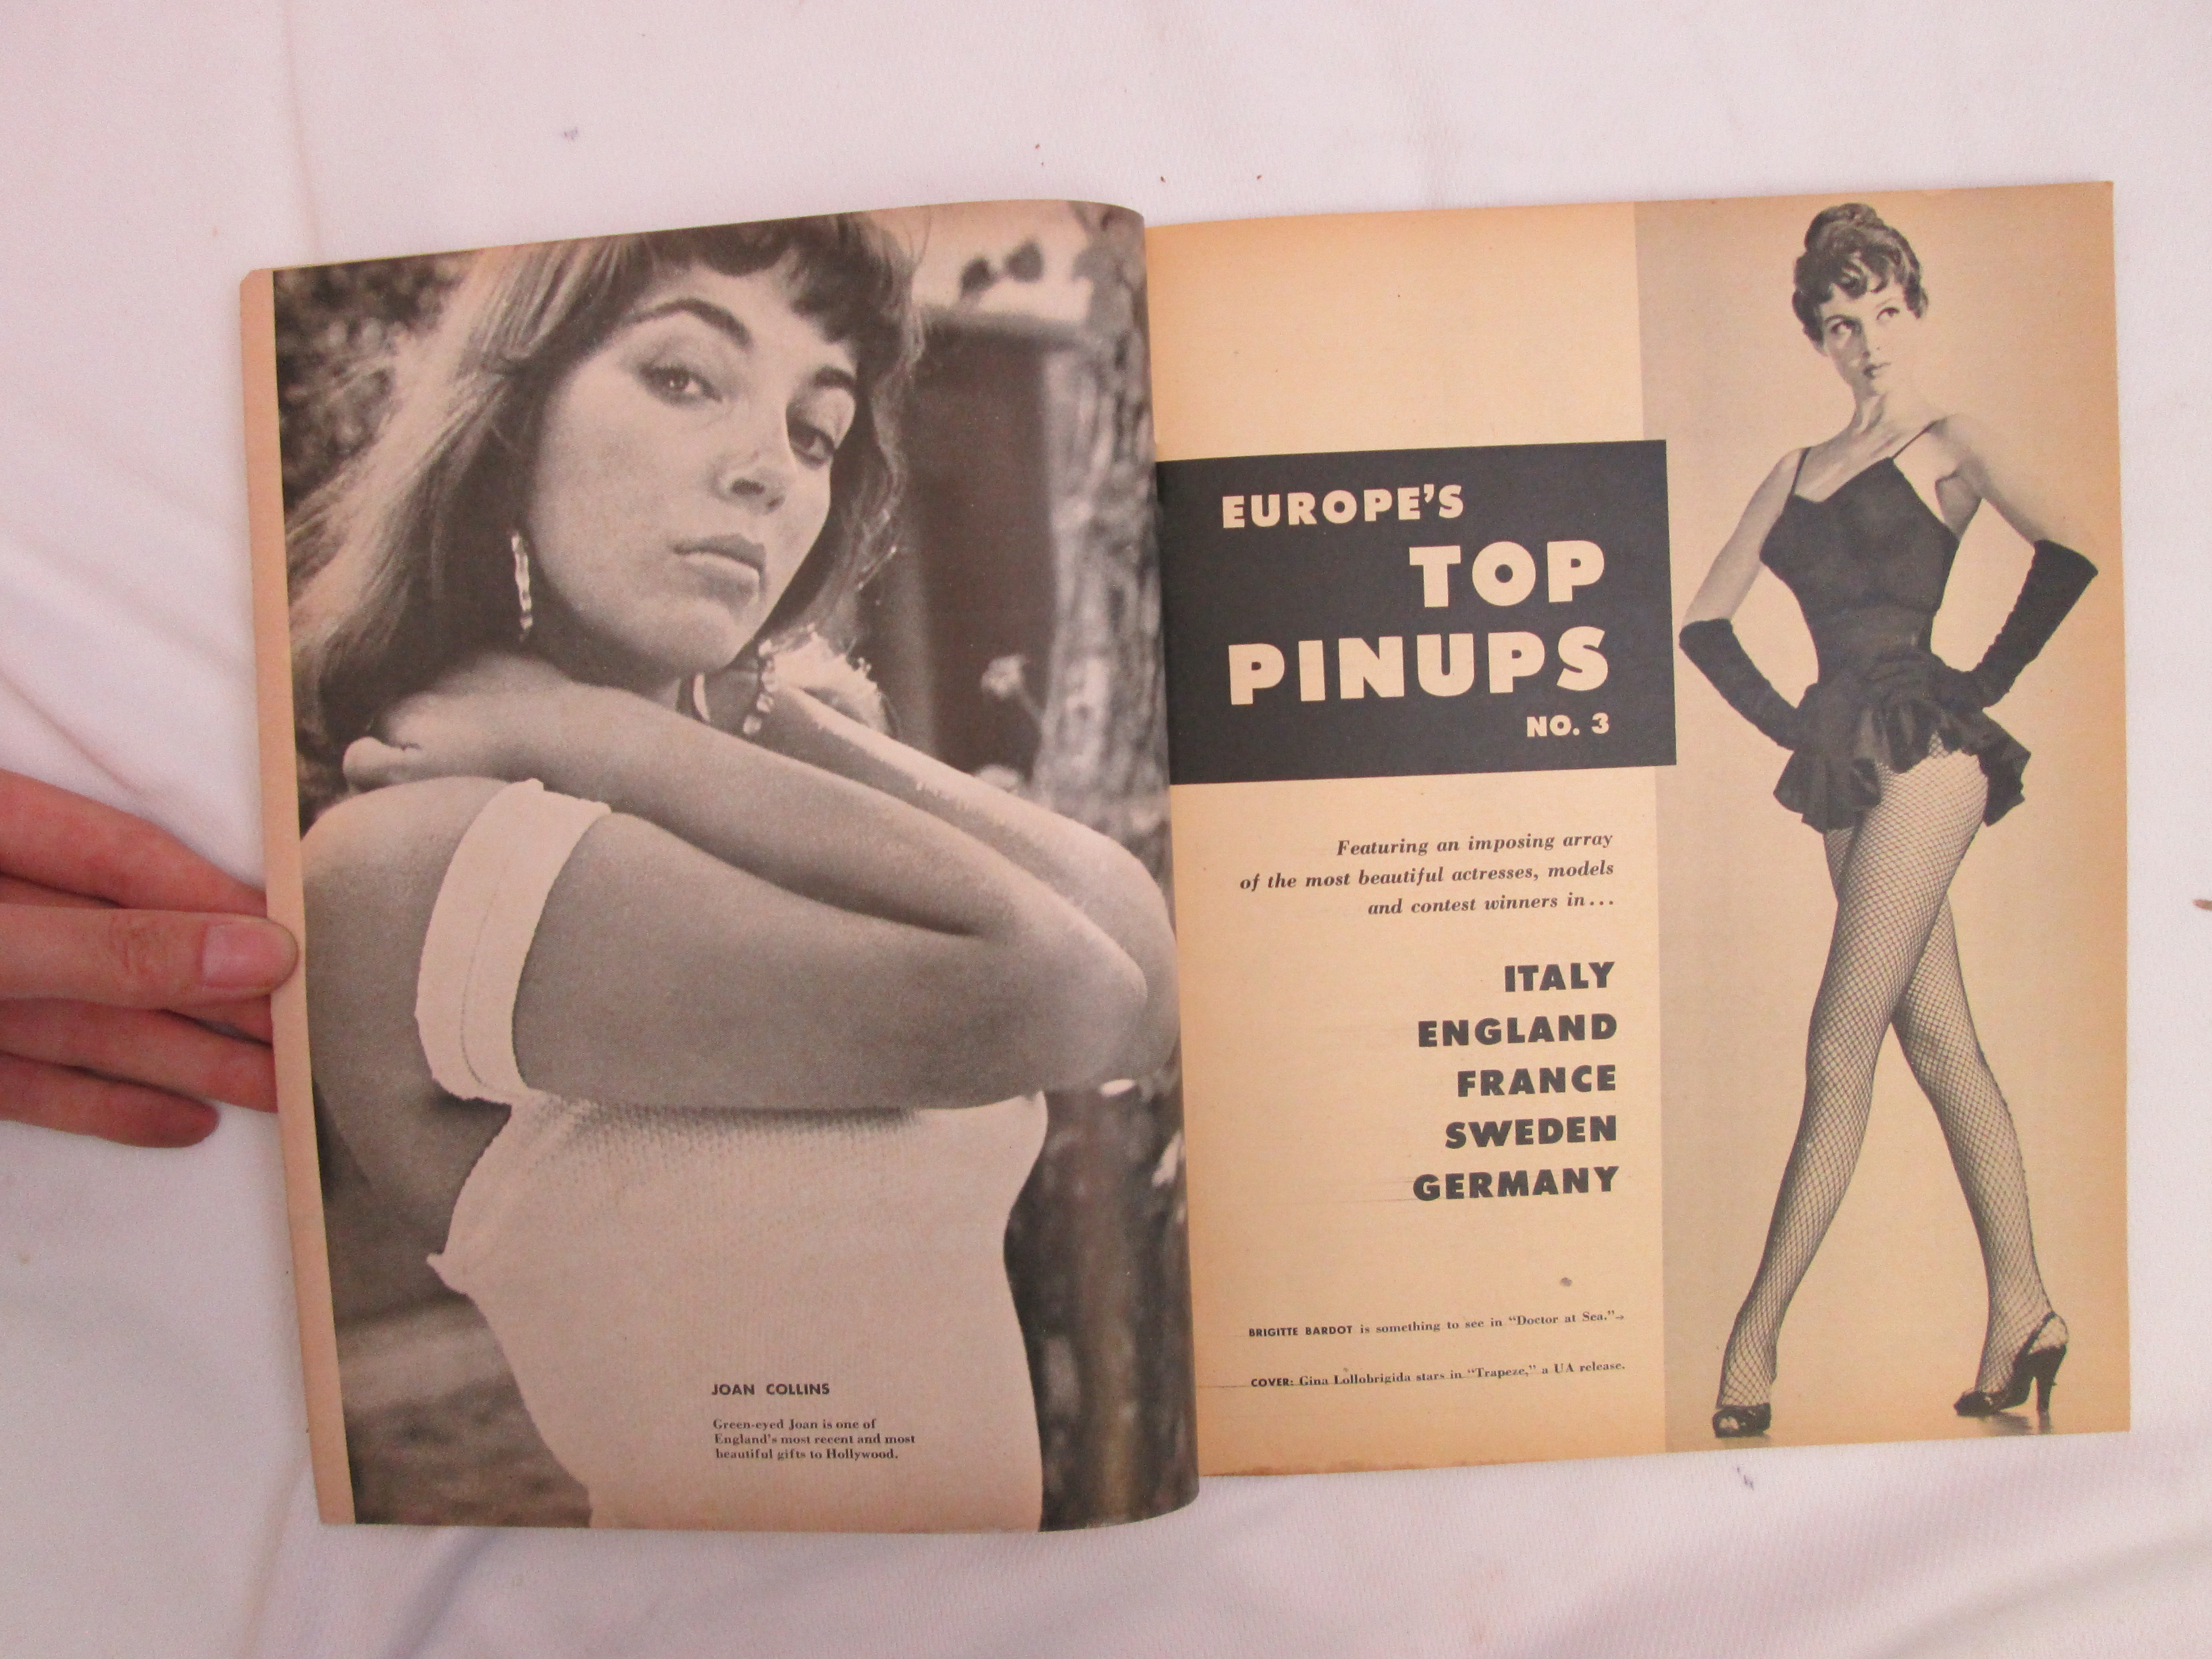 JOAN COLLINS
Green-eyed Joan is one of
England's most recent and most
beautiful gifts to Hollywood.
EUROPE'S
TOP
PINUPS
NO. 3
Featuring an imposing array
of the most beautiful actresses, models
and contest winners in...
ITALY
ENGLAND
FRANCE
SWEDEN
GERMANY
BRIGITTE BARDOT is something to see in "Doctor at Sea."→
COVER: Gina Lollobrigida stars in "Trapeze," a UA release.